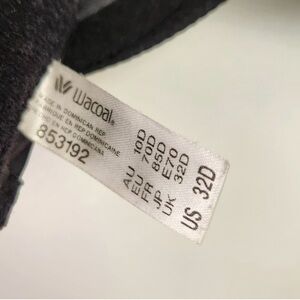 Wacoal
MADE IN DOMINICAN REP
FABRIQUE EN REP DOMINICAINE
HECHO EN REP DOMINICANA
853192
AU 10D
EU 70D
FR 85D
JP E70
UK 32D
US 32D